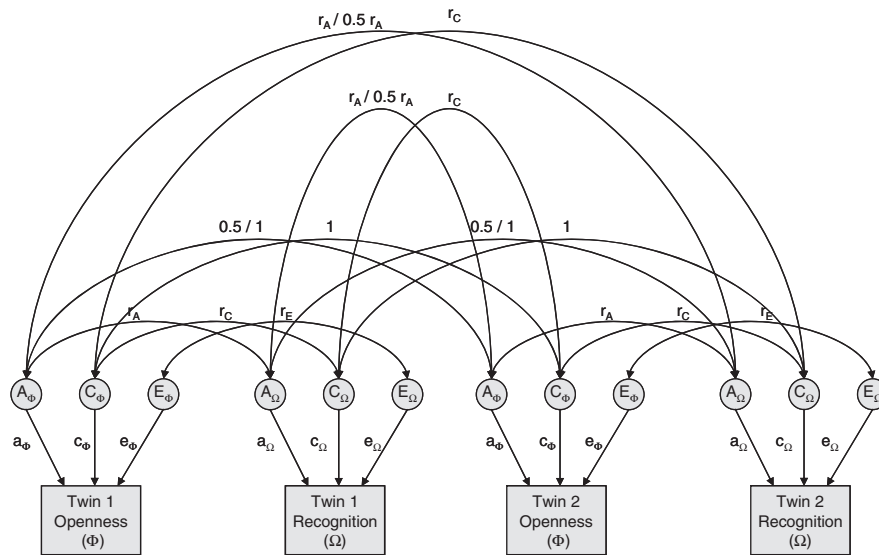 r_A / 0.5 r_A
r_C
r_A / 0.5 r_A
r_C
0.5 / 1
1
0.5 / 1
1
r_A
r_C
r_E
r_A
r_C
r_E
A_Φ
C_Φ
E_Φ
A_Ω
C_Ω
E_Ω
A_Φ
C_Φ
E_Φ
A_Ω
C_Ω
E_Ω
a_Φ
c_Φ
e_Φ
a_Ω
c_Ω
e_Ω
a_Φ
c_Φ
e_Φ
a_Ω
c_Ω
e_Ω
Twin 1
Openness
(Φ)
Twin 1
Recognition
(Ω)
Twin 2
Openness
(Φ)
Twin 2
Recognition
(Ω)